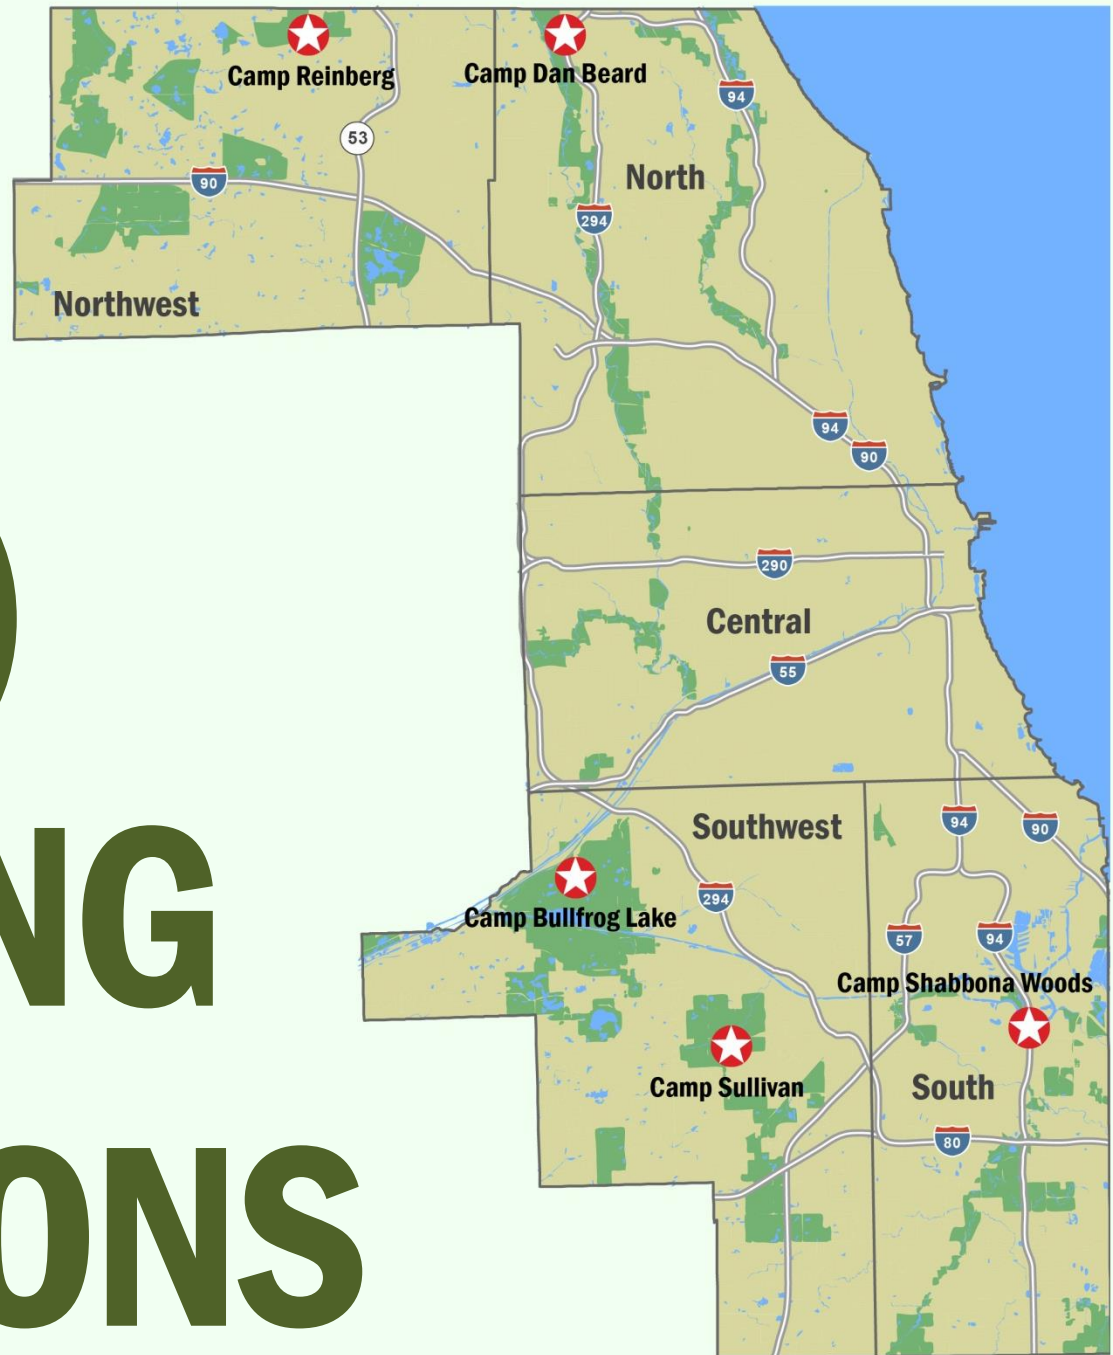 Camp Reinberg
Camp Dan Beard
94
53
North
90
294
Northwest
94
90
290
Central
55
Southwest
94
90
NG
Camp Bullfrog Lake
294
57
94
Camp Shabbona Woods
Camp Sullivan
South
80
ONS